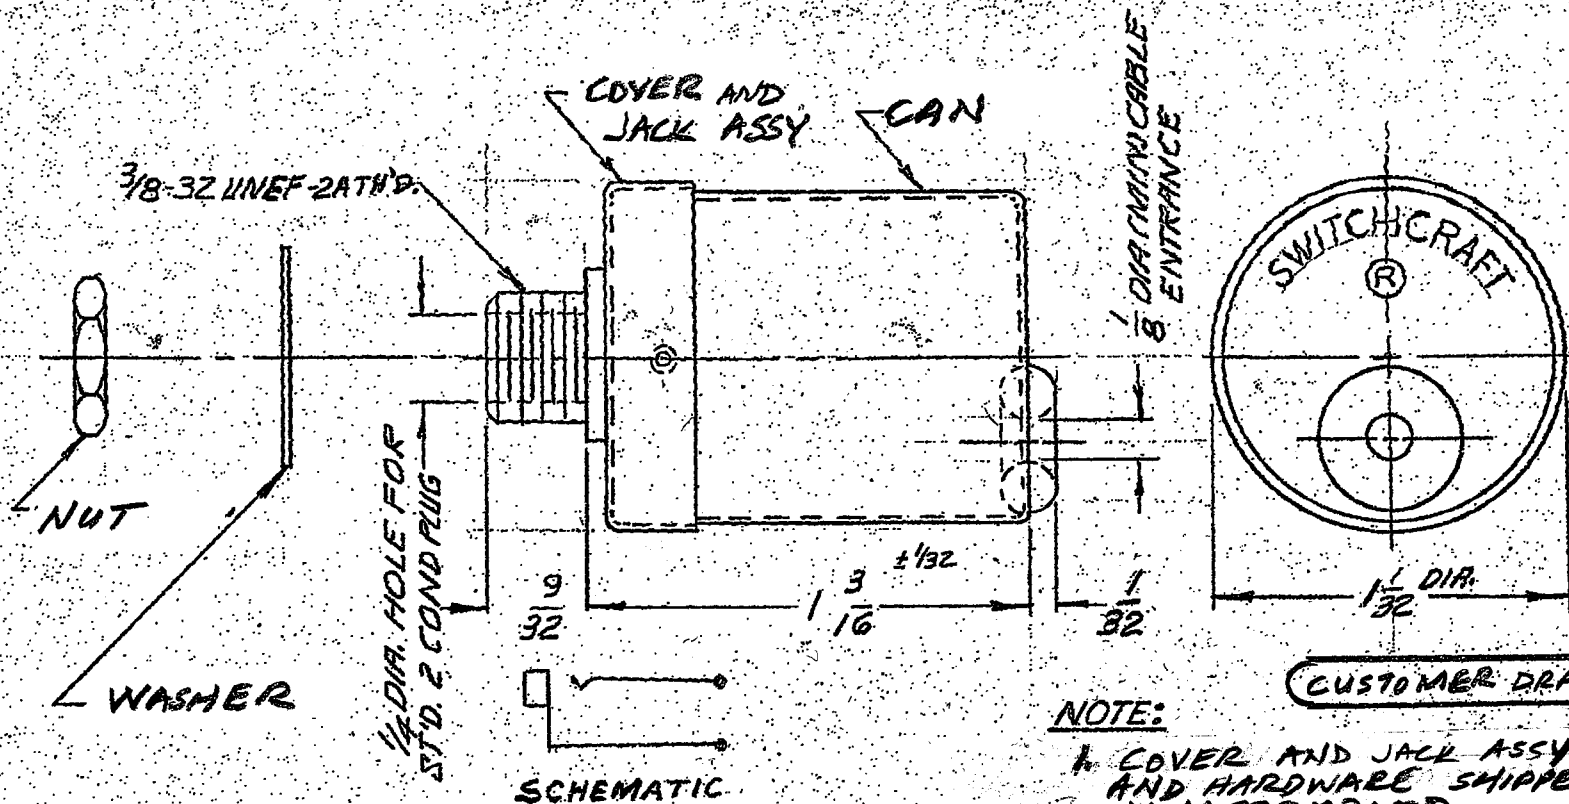 COVER AND
JACK ASSY
CAN
3/8-32 UNEF-2A TH'D.
1/8 DIA (MIN) CABLE
ENTRANCE
SWITCHCRAFT
®
NUT
WASHER
1/4 DIA. HOLE FOR
ST'D. 2 COND PLUG
9/32
1 3/16 ±1/32
1/32
1 1/32 DIA.
SCHEMATIC
CUSTOMER DRA
NOTE:
1. COVER AND JACK ASSY
AND HARDWARE SHIPPE